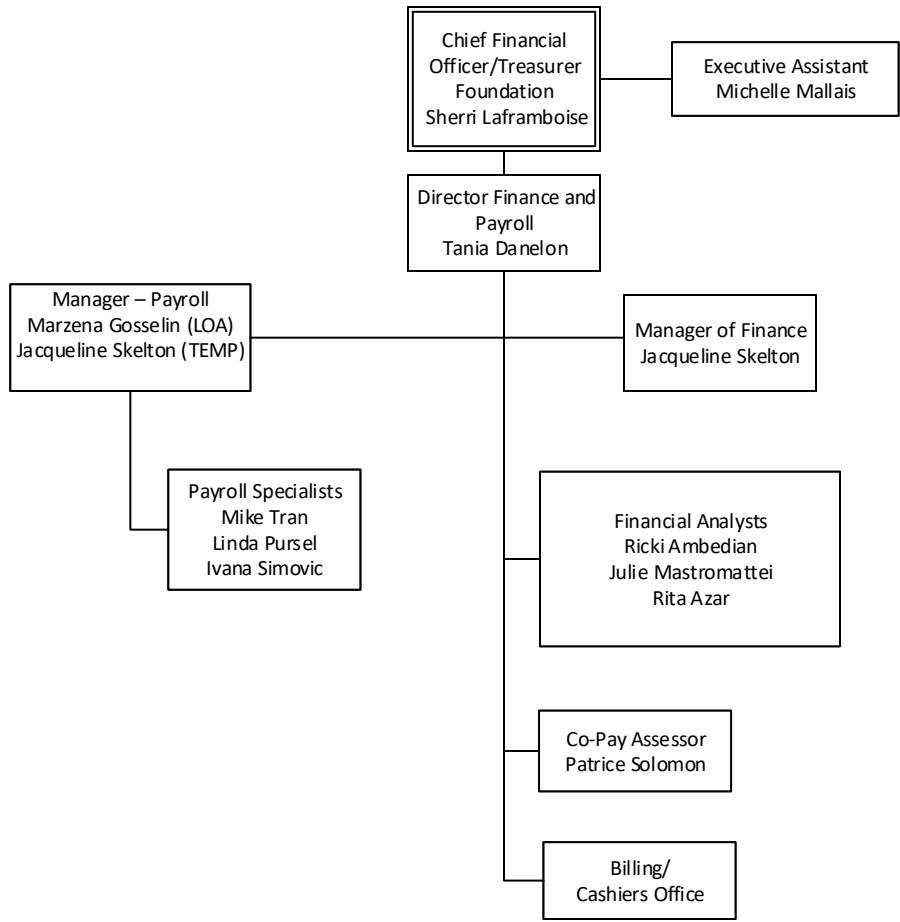 Chief Financial
Officer/Treasurer
Foundation
Sherri Laframboise
Executive Assistant
Michelle Mallais
Director Finance and
Payroll
Tania Danelon
Manager – Payroll
Marzena Gosselin (LOA)
Jacqueline Skelton (TEMP)
Manager of Finance
Jacqueline Skelton
Payroll Specialists
Mike Tran
Linda Pursel
Ivana Simovic
Financial Analysts
Ricki Ambedian
Julie Mastromattei
Rita Azar
Co-Pay Assessor
Patrice Solomon
Billing/
Cashiers Office